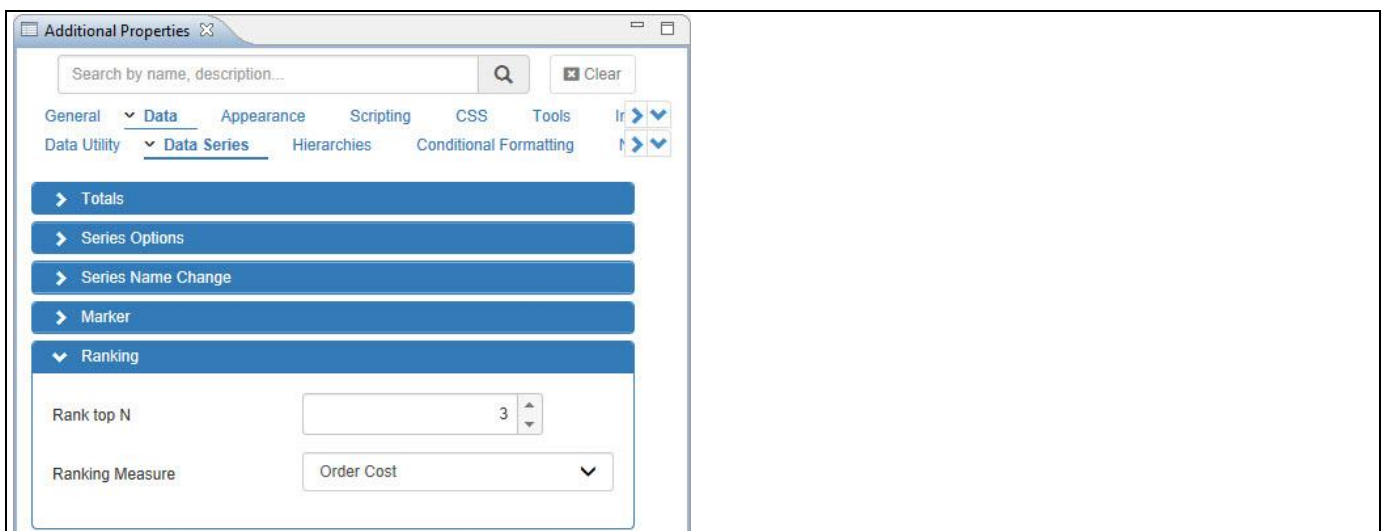 Additional Properties
Search by name, description...
Clear
General Data Appearance Scripting CSS Tools
Data Utility Data Series Hierarchies Conditional Formatting
Totals
Series Options
Series Name Change
Marker
Ranking
Rank top N 3
Ranking Measure Order Cost